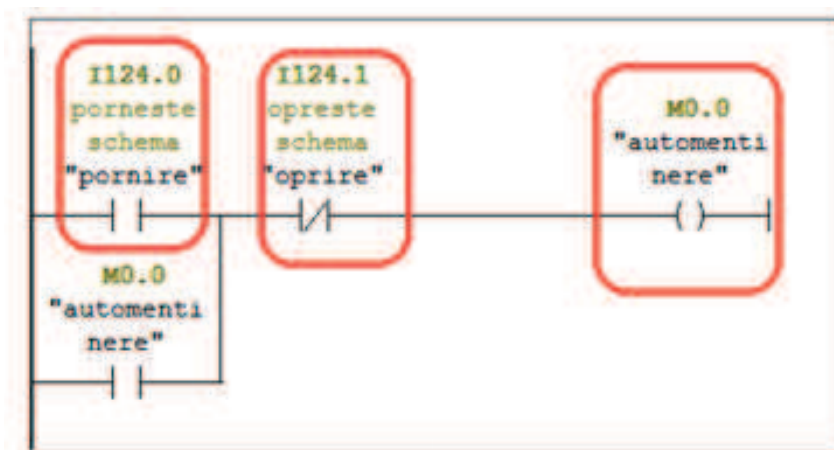 I124.0
porneste
schema
"pornire"
I124.1
opreste
schema
"oprire"
M0.0
"automenti
nere"
M0.0
"automenti
nere"